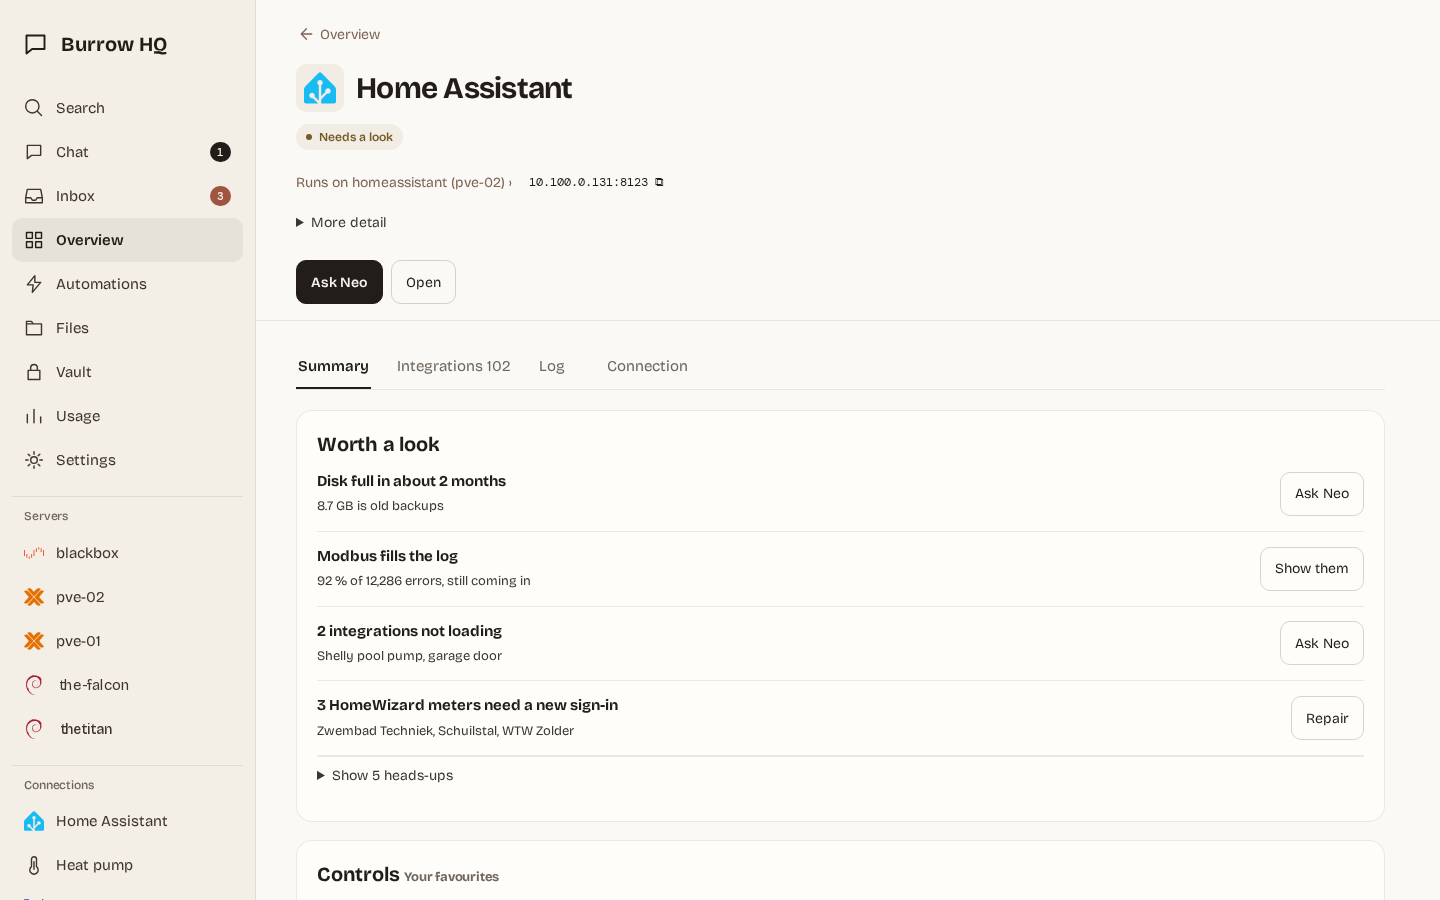 Burrow HQ
Search
Chat 1
Inbox 3
Overview
Automations
Files
Vault
Usage
Settings
Servers
blackbox
pve-02
pve-01
the-falcon
thetitan
Connections
Home Assistant
Heat pump
Overview
Home Assistant
Needs a look
Runs on homeassistant (pve-02) › 10.100.0.131:8123
More detail
Ask Neo Open
Summary Integrations 102 Log Connection
Worth a look
Disk full in about 2 months
8.7 GB is old backups
Ask Neo
Modbus fills the log
92 % of 12,286 errors, still coming in
Show them
2 integrations not loading
Shelly pool pump, garage door
Ask Neo
3 HomeWizard meters need a new sign-in
Zwembad Techniek, Schuilstal, WTW Zolder
Repair
Show 5 heads-ups
Controls Your favourites